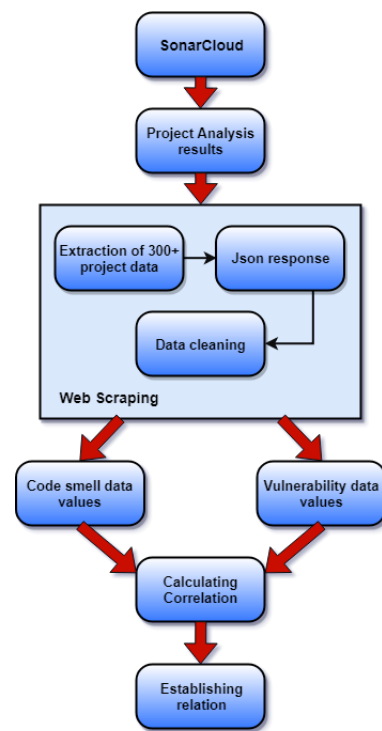 SonarCloud
Project Analysis
results
Extraction of 300+
project data
Json response
Data cleaning
Web Scraping
Code smell data
values
Vulnerability data
values
Calculating
Correlation
Establishing
relation